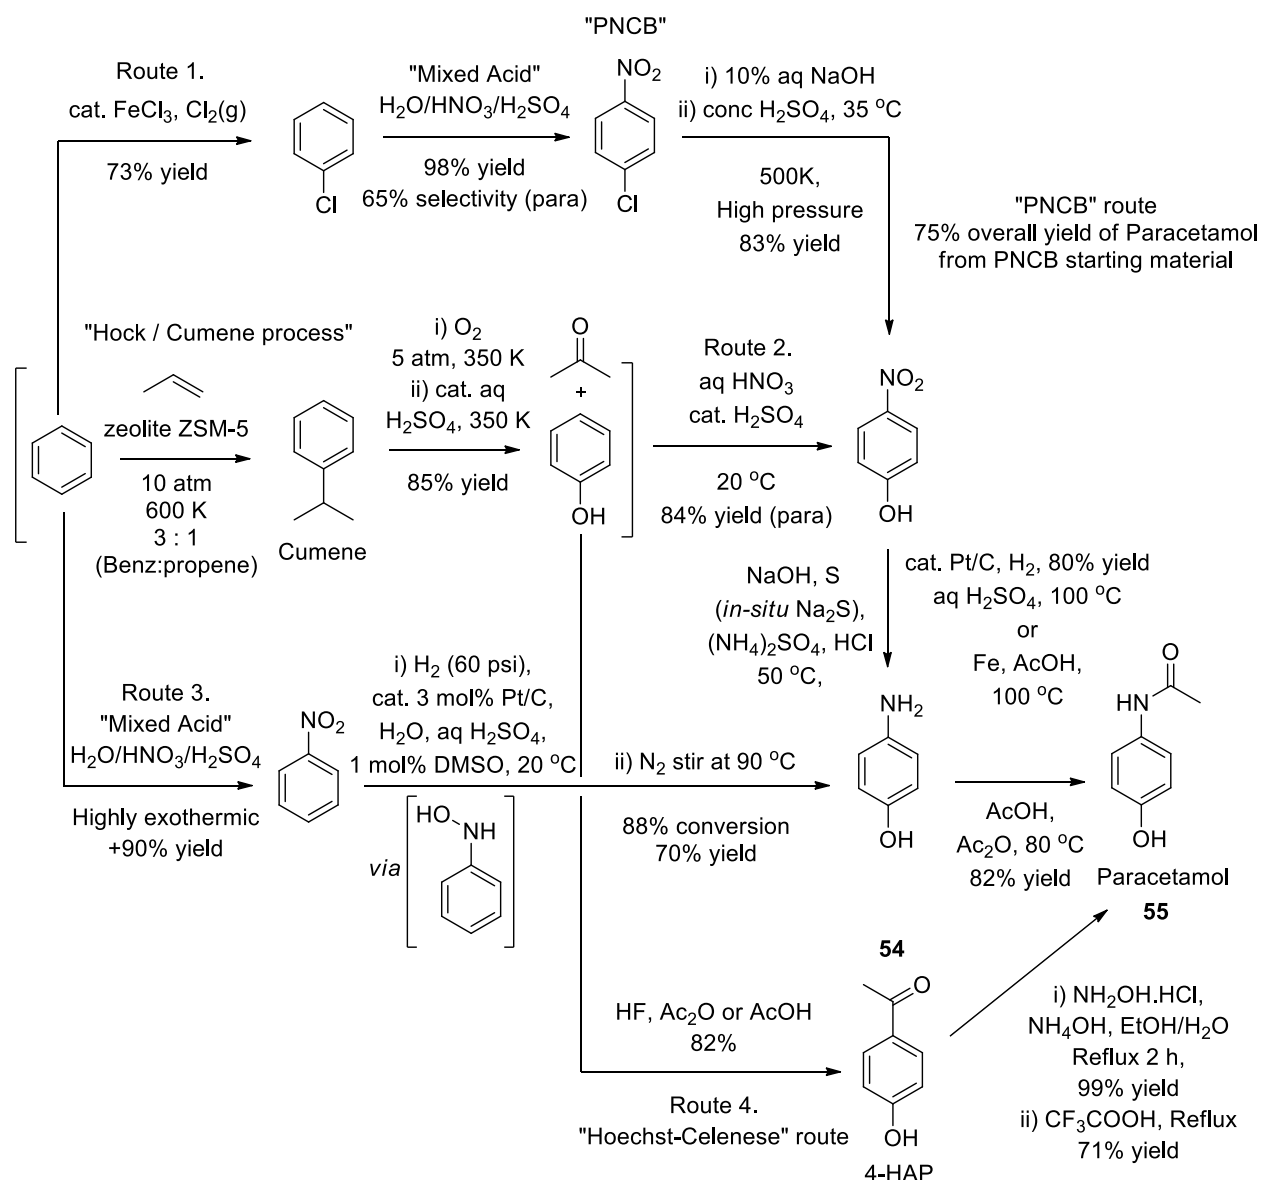 "PNCB"
Route 1.
cat. FeCl3, Cl2(g)
73% yield
Cl
"Mixed Acid"
H2O/HNO3/H2SO4
98% yield
65% selectivity (para)
NO2
Cl
i) 10% aq NaOH
ii) conc H2SO4, 35 oC
500K,
High pressure
83% yield
"PNCB" route
75% overall yield of Paracetamol
from PNCB starting material
"Hock / Cumene process"
zeolite ZSM-5
10 atm
600 K
3 : 1
(Benz:propene)
Cumene
i) O2
5 atm, 350 K
ii) cat. aq
H2SO4, 350 K
85% yield
O
+
OH
Route 2.
aq HNO3
cat. H2SO4
20 oC
84% yield (para)
NO2
OH
NaOH, S
(in-situ Na2S),
(NH4)2SO4, HCl
50 oC,
cat. Pt/C, H2, 80% yield
aq H2SO4, 100 oC
or
Fe, AcOH,
100 oC
Route 3.
"Mixed Acid"
H2O/HNO3/H2SO4
Highly exothermic
+90% yield
NO2
i) H2 (60 psi),
cat. 3 mol% Pt/C,
H2O, aq H2SO4,
1 mol% DMSO, 20 oC
via
HO
NH
ii) N2 stir at 90 oC
88% conversion
70% yield
NH2
OH
AcOH,
Ac2O, 80 oC
82% yield
O
HN
OH
Paracetamol
55
HF, Ac2O or AcOH
82%
Route 4.
"Hoechst-Celenese" route
54
O
OH
4-HAP
i) NH2OH.HCl,
NH4OH, EtOH/H2O
Reflux 2 h,
99% yield
ii) CF3COOH, Reflux
71% yield